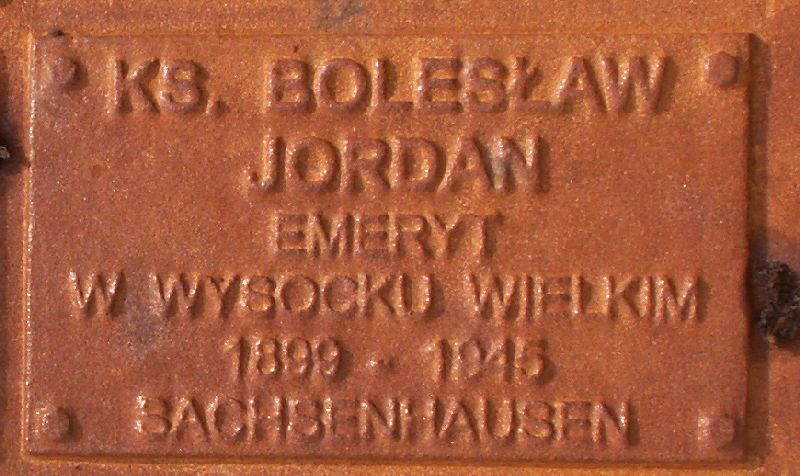 KS. BOLESŁAW
JORDAN
EMERYT
W WYSOCKU WIELKIM
1899 - 1945
SACHSENHAUSEN